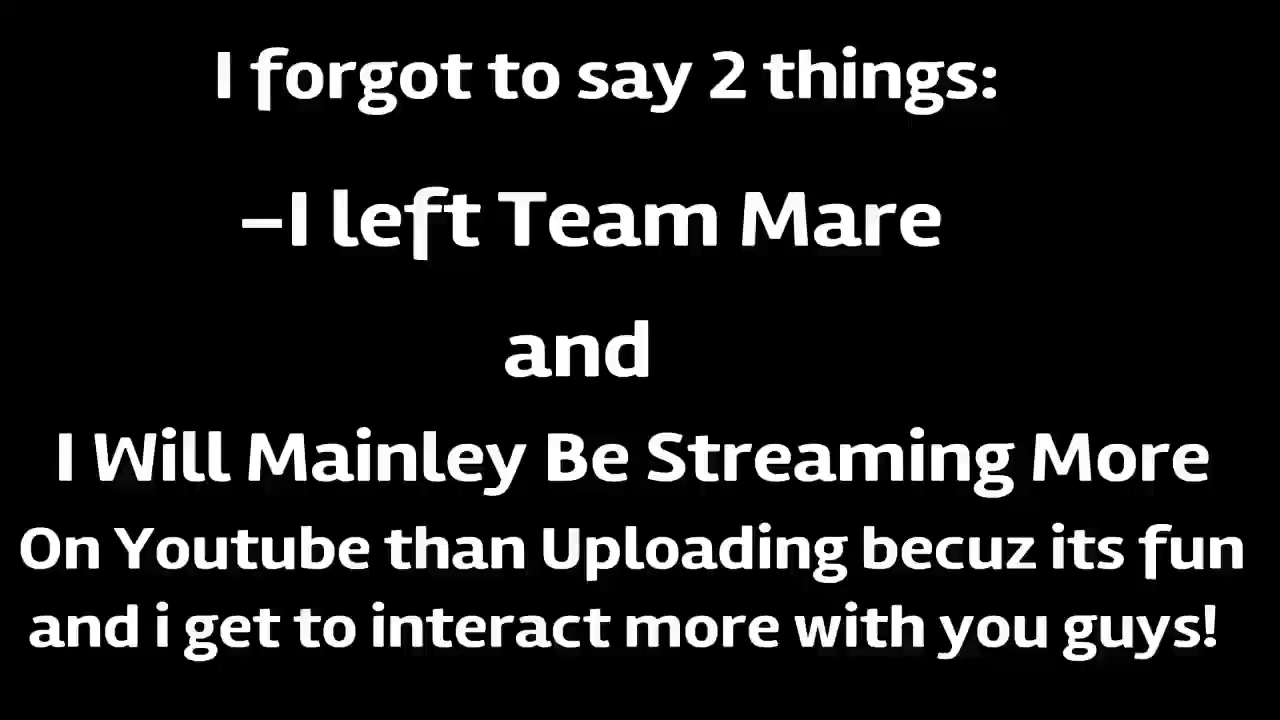 I forgot to say 2 things:
-I left Team Mare
and
I Will Mainley Be Streaming More
On Youtube than Uploading becuz its fun
and i get to interact more with you guys!